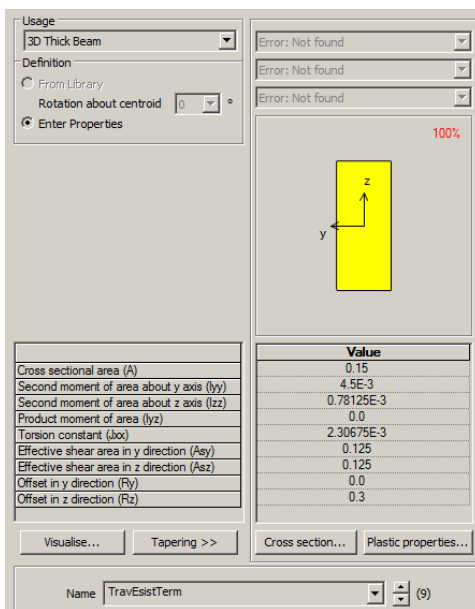 Usage
3D Thick Beam
Definition
From Library
Rotation about centroid 0 °
Enter Properties
Error: Not found
Error: Not found
Error: Not found
100%
z
y
Value
Cross sectional area (A) 0.15
Second moment of area about y axis (Iyy) 4.5E-3
Second moment of area about z axis (Izz) 0.78125E-3
Product moment of area (Iyz) 0.0
Torsion constant (Jxx) 2.30675E-3
Effective shear area in y direction (Asy) 0.125
Effective shear area in z direction (Asz) 0.125
Offset in y direction (Ry) 0.0
Offset in z direction (Rz) 0.3
Visualise... Tapering >> Cross section... Plastic properties...
Name TravEsistTerm (9)